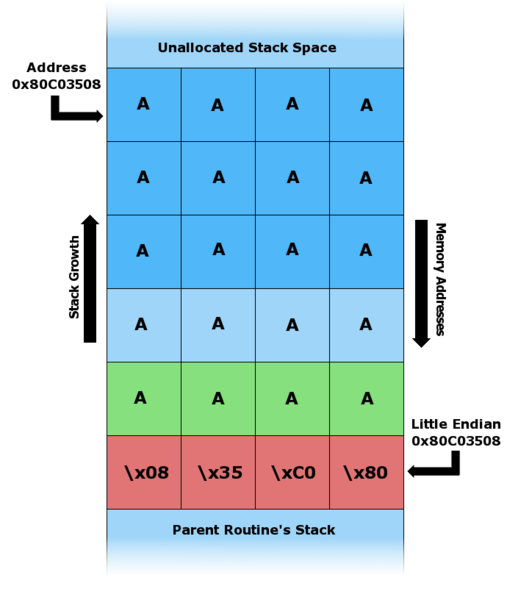 Unallocated Stack Space
Address
0x80C03508
A A A A
A A A A
Stack Growth
A A A A
Memory Addresses
A A A A
A A A A
Little Endian
0x80C03508
\x08 \x35 \xC0 \x80
Parent Routine's Stack